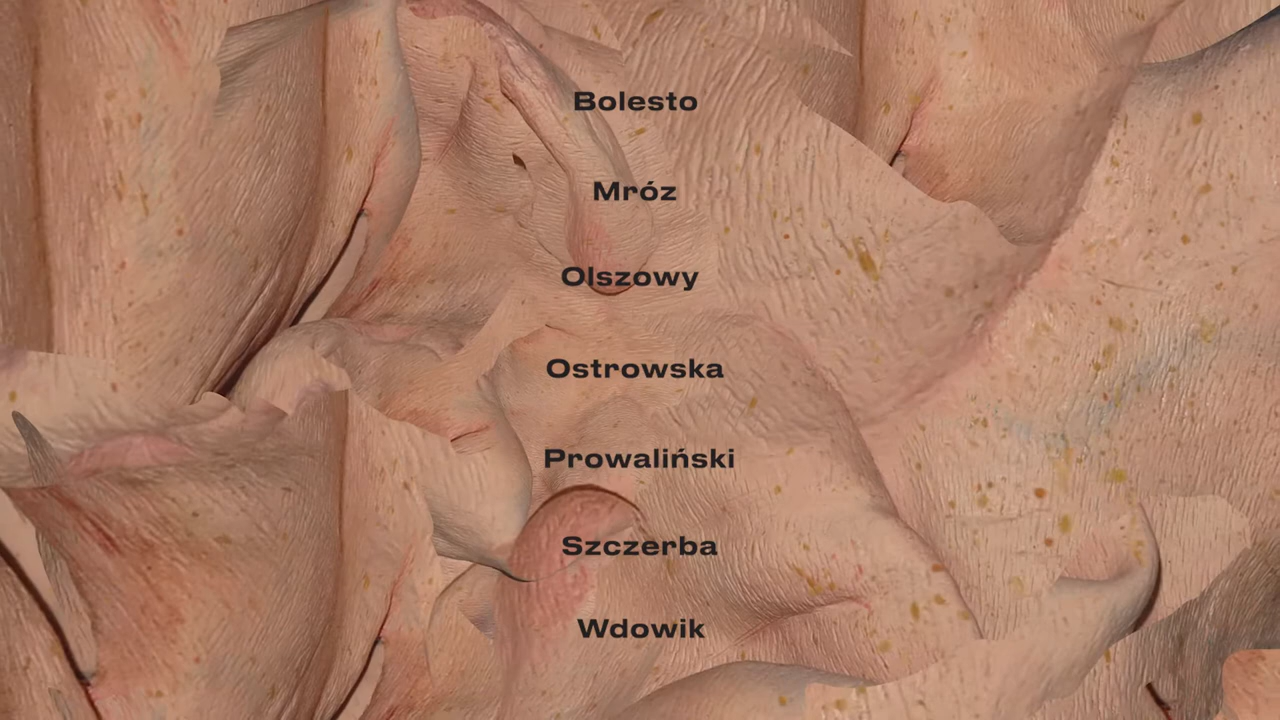 Bolesto
Mróz
Olszowy
Ostrowska
Prowaliński
Szczerba
Wdowik